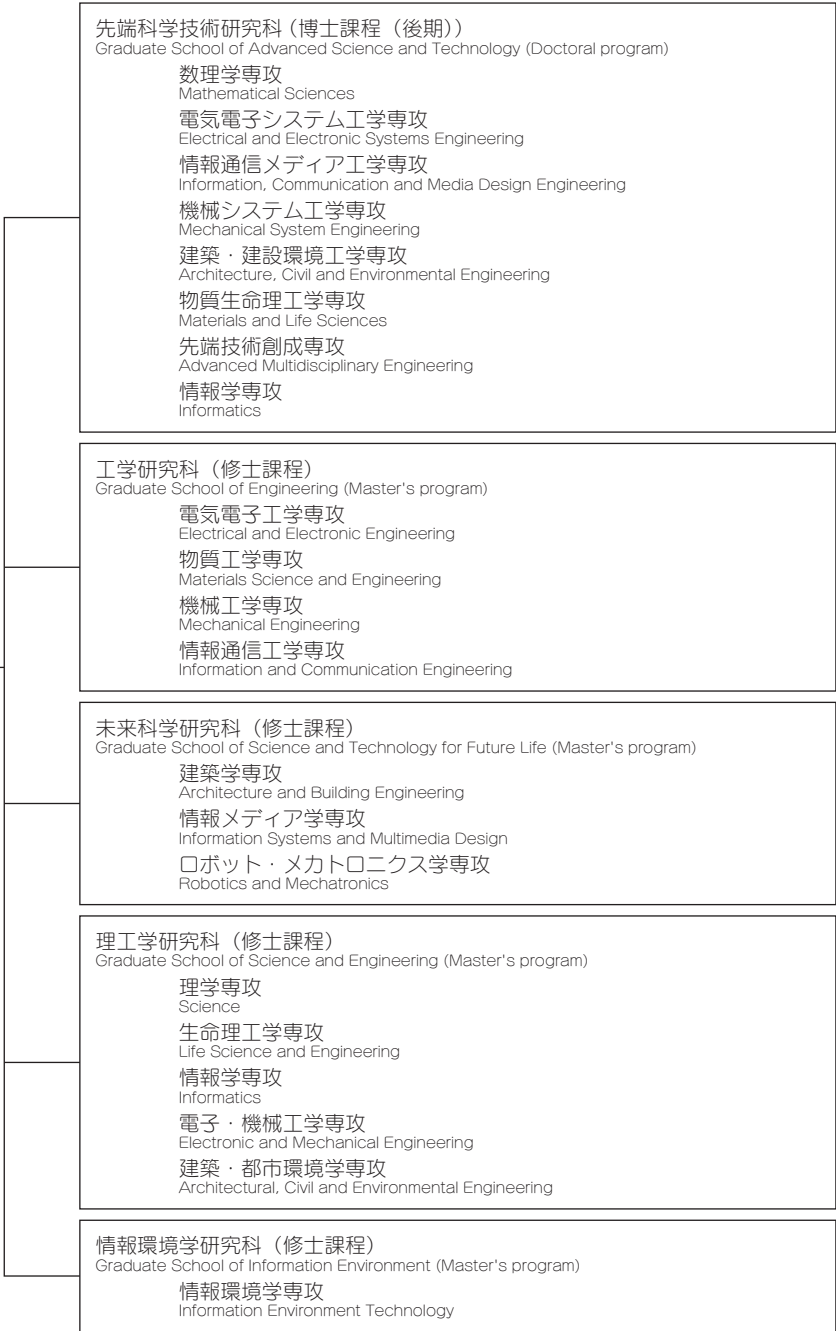 先端科学技術研究科(博士課程(後期))
Graduate School of Advanced Science and Technology (Doctoral program)
数理学専攻
Mathematical Sciences
電気電子システム工学専攻
Electrical and Electronic Systems Engineering
情報通信メディア工学専攻
Information, Communication and Media Design Engineering
機械システム工学専攻
Mechanical System Engineering
建築・建設環境工学専攻
Architecture, Civil and Environmental Engineering
物質生命理工学専攻
Materials and Life Sciences
先端技術創成専攻
Advanced Multidisciplinary Engineering
情報学専攻
Informatics
工学研究科(修士課程)
Graduate School of Engineering (Master's program)
電気電子工学専攻
Electrical and Electronic Engineering
物質工学専攻
Materials Science and Engineering
機械工学専攻
Mechanical Engineering
情報通信工学専攻
Information and Communication Engineering
未来科学研究科(修士課程)
Graduate School of Science and Technology for Future Life (Master's program)
建築学専攻
Architecture and Building Engineering
情報メディア学専攻
Information Systems and Multimedia Design
ロボット・メカトロニクス学専攻
Robotics and Mechatronics
理工学研究科(修士課程)
Graduate School of Science and Engineering (Master's program)
理学専攻
Science
生命理工学専攻
Life Science and Engineering
情報学専攻
Informatics
電子・機械工学専攻
Electronic and Mechanical Engineering
建築・都市環境学専攻
Architectural, Civil and Environmental Engineering
情報環境学研究科(修士課程)
Graduate School of Information Environment (Master's program)
情報環境学専攻
Information Environment Technology